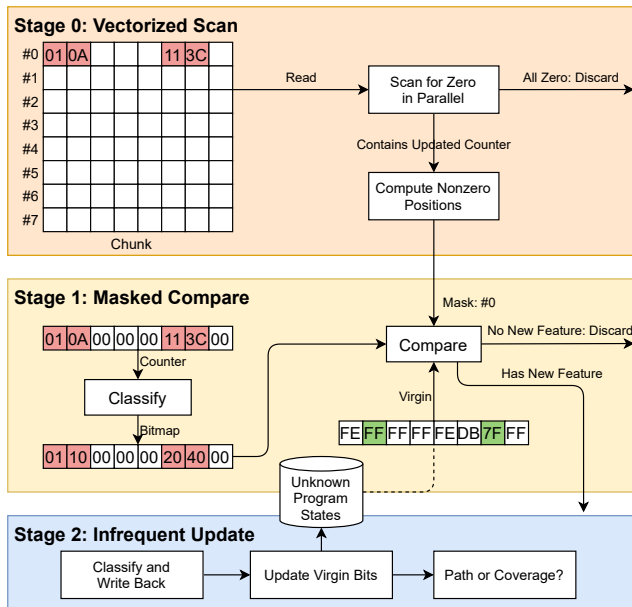 Stage 0: Vectorized Scan
#0 01 0A 11 3C
#1
#2
#3
#4
#5
#6
#7
Chunk
Read
Scan for Zero
in Parallel
All Zero: Discard
Contains Updated Counter
Compute Nonzero
Positions
Stage 1: Masked Compare
Mask: #0
01 0A 00 00 00 11 3C 00
Counter
Classify
Bitmap
01 10 00 00 00 20 40 00
Compare
No New Feature: Discard
Has New Feature
Virgin
FE FF FF FF FE DB 7F FF
Unknown
Program
States
Stage 2: Infrequent Update
Classify and
Write Back
Update Virgin Bits
Path or Coverage?